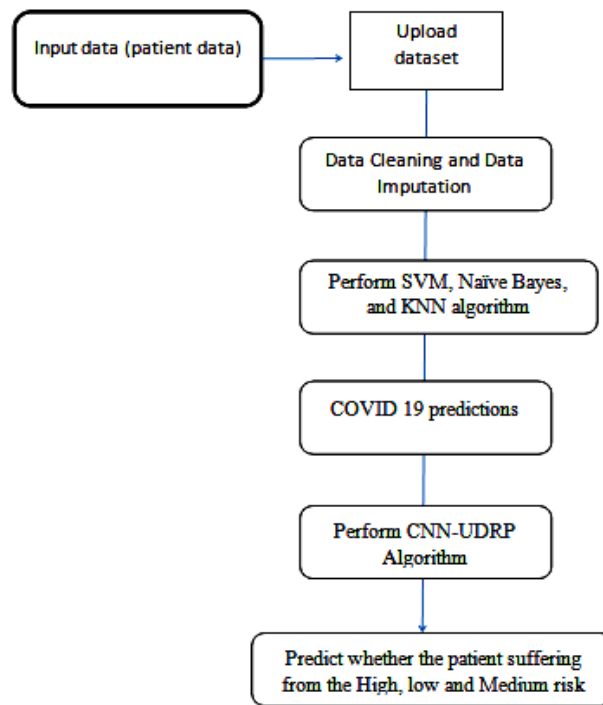 Input data (patient data)
Upload
dataset
Data Cleaning and Data
Imputation
Perform SVM, Naïve Bayes,
and KNN algorithm
COVID 19 predictions
Perform CNN-UDRP
Algorithm
Predict whether the patient suffering
from the High, low and Medium risk